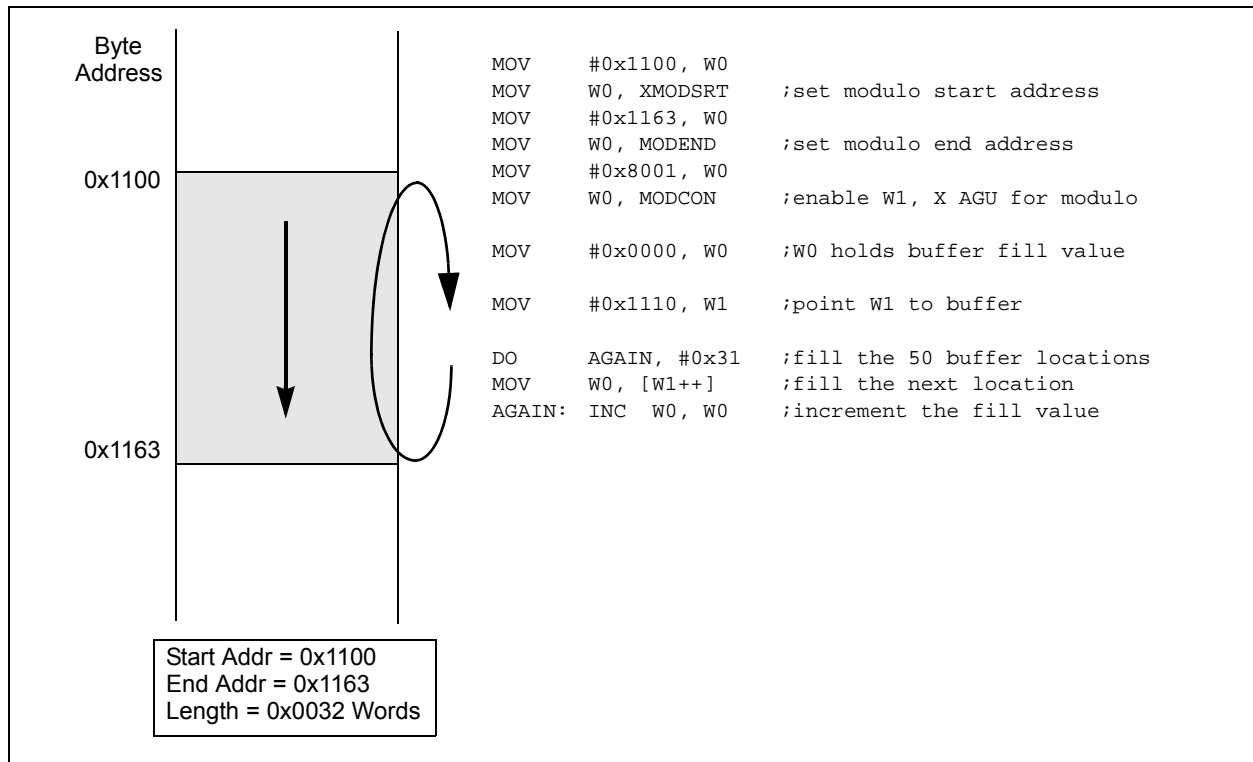 Byte
Address
0x1100
0x1163
MOV #0x1100, W0
MOV W0, XMODSRT ;set modulo start address
MOV #0x1163, W0
MOV W0, MODEND ;set modulo end address
MOV #0x8001, W0
MOV W0, MODCON ;enable W1, X AGU for modulo
MOV #0x0000, W0 ;W0 holds buffer fill value
MOV #0x1110, W1 ;point W1 to buffer
DO AGAIN, #0x31 ;fill the 50 buffer locations
MOV W0, [W1++] ;fill the next location
AGAIN: INC W0, W0 ;increment the fill value
Start Addr = 0x1100
End Addr = 0x1163
Length = 0x0032 Words